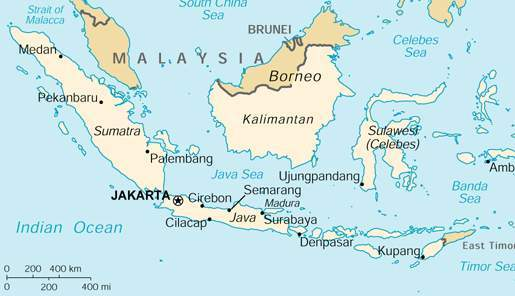 Strait of
Malacca
South China
Sea
BRUNEI
Medan
MALAYSIA
Celebes
Sea
Borneo
Pekanbaru
Kalimantan
Sumatra
Sulawesi
(Celebes)
Palembang
Java Sea
Ujungpandang
Semarang
Banda
Sea
JAKARTA
Cirebon
Madura
Java
Surabaya
Cilacap
Indian Ocean
Denpasar
Kupang
East Tim
Timor Sea
0 200 400 km
0 200 400 mi